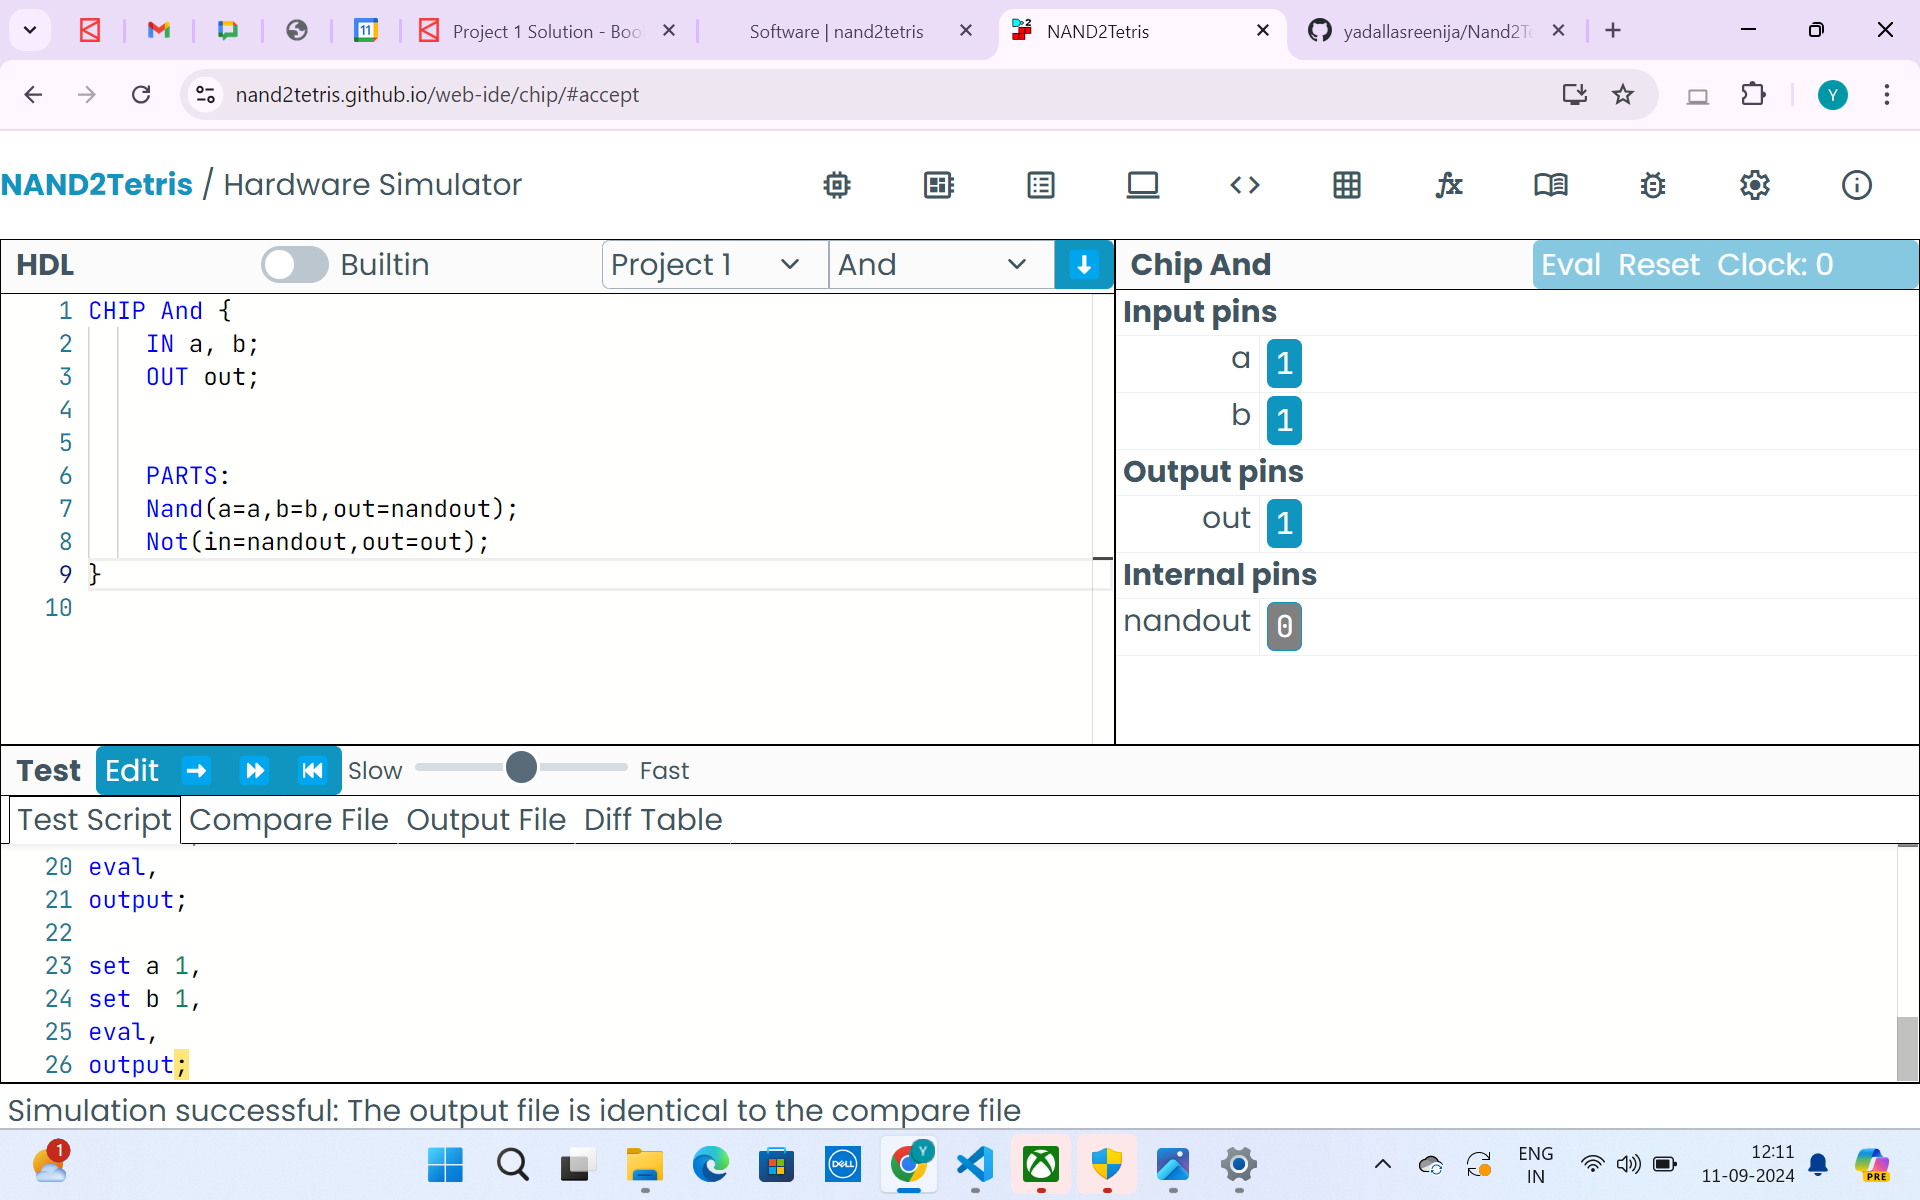 Project 1 Solution - Boo
Software | nand2tetris
NAND2Tetris
yadallasreenija/Nand2Te
nand2tetris.github.io/web-ide/chip/#accept
Y
NAND2Tetris / Hardware Simulator
HDL
Builtin
Project 1
And
Chip And
Eval Reset Clock: 0
1 CHIP And {
2 IN a, b;
3 OUT out;
4
5
6 PARTS:
7 Nand(a=a,b=b,out=nandout);
8 Not(in=nandout,out=out);
9 }
10
Input pins
a 1
b 1
Output pins
out 1
Internal pins
nandout 0
Test Edit Slow Fast
Test Script Compare File Output File Diff Table
20 eval,
21 output;
22
23 set a 1,
24 set b 1,
25 eval,
26 output;
Simulation successful: The output file is identical to the compare file
1
DELL
Y
ENG
IN
12:11
11-09-2024
PRE